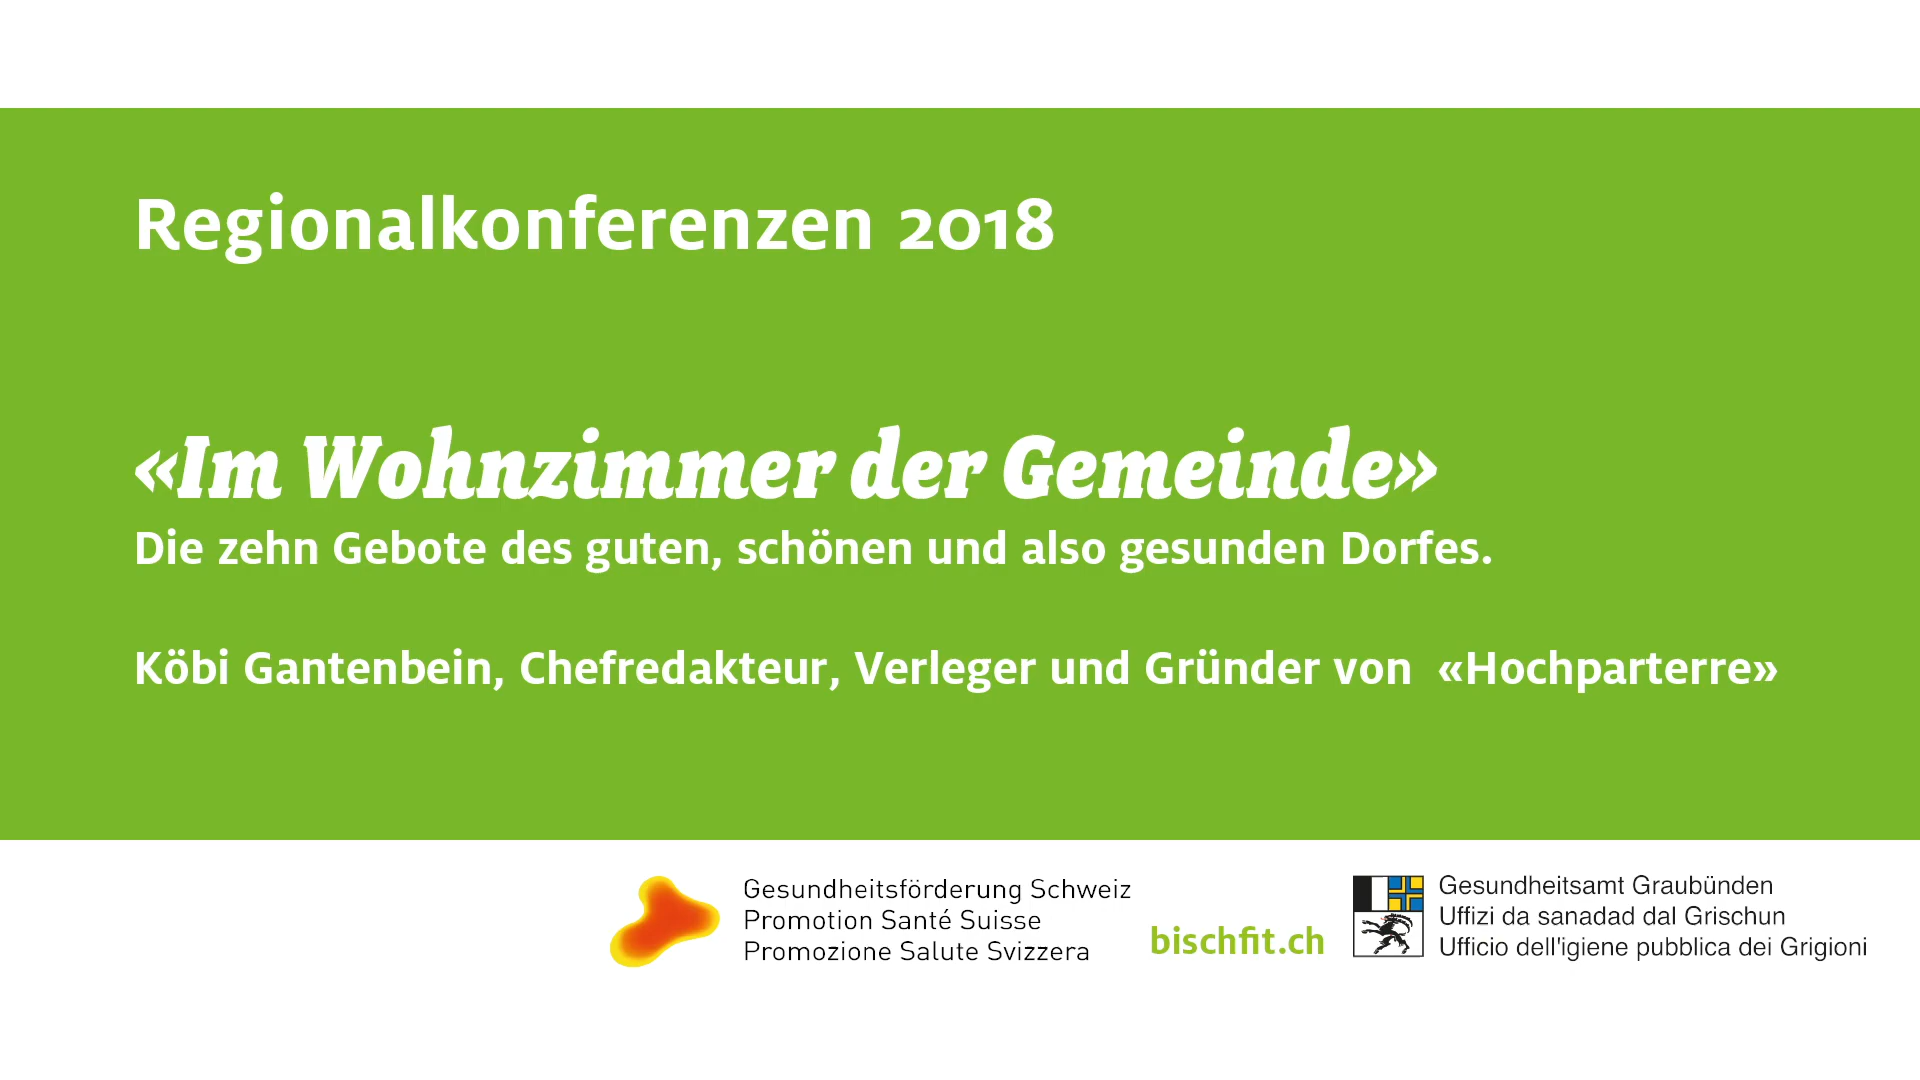 Regionalkonferenzen 2018
«Im Wohnzimmer der Gemeinde»
Die zehn Gebote des guten, schönen und also gesunden Dorfes.
Köbi Gantenbein, Chefredakteur, Verleger und Gründer von «Hochparterre»
Gesundheitsförderung Schweiz
Promotion Santé Suisse
Promozione Salute Svizzera
bischfit.ch
Gesundheitsamt Graubünden
Uffizi da sanadad dal Grischun
Ufficio dell'igiene pubblica dei Grigioni